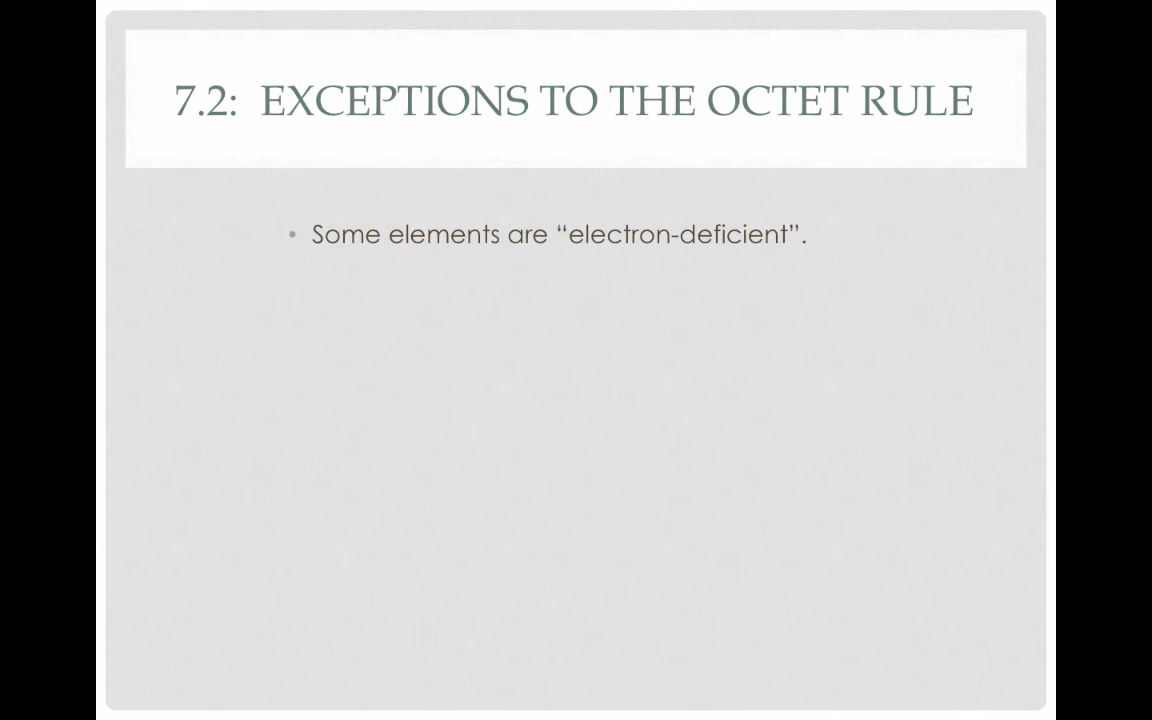 7.2: EXCEPTIONS TO THE OCTET RULE
• Some elements are “electron-deficient”.